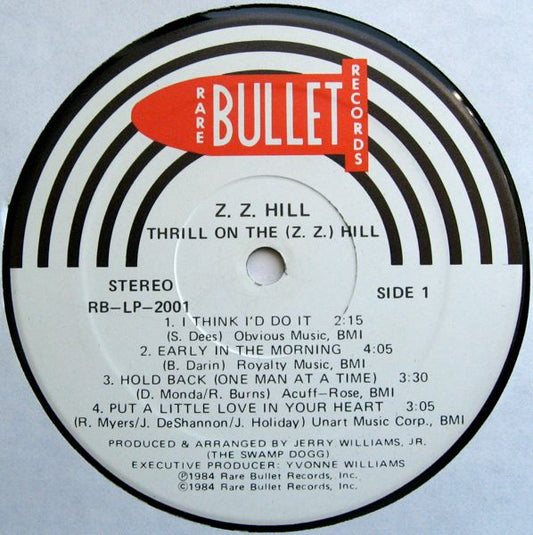 RARE
BULLET
RECORDS
Z. Z. HILL
THRILL ON THE (Z. Z.) HILL
STEREO
RB-LP-2001
SIDE 1
1. I THINK I'D DO IT 2:15
(S. Dees) Obvious Music, BMI
2. EARLY IN THE MORNING 4:05
(B. Darin) Royalty Music, BMI
3. HOLD BACK (ONE MAN AT A TIME) 3:30
(D. Monda/R. Burns) Acuff-Rose, BMI
4. PUT A LITTLE LOVE IN YOUR HEART 3:05
(R. Myers/J. DeShannon/J. Holiday) Unart Music Corp., BMI
PRODUCED & ARRANGED BY JERRY WILLIAMS, JR.
(THE SWAMP DOGG)
EXECUTIVE PRODUCER: YVONNE WILLIAMS
℗1984 Rare Bullet Records, Inc.
©1984 Rare Bullet Records, Inc.